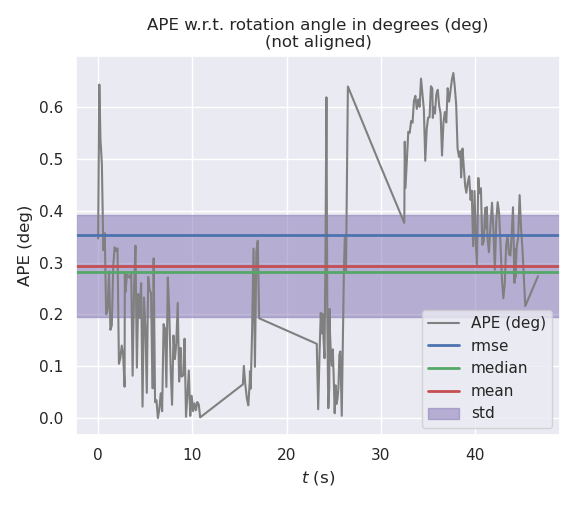 APE w.r.t. rotation angle in degrees (deg)
(not aligned)
APE (deg)
0.6
0.5
0.4
0.3
0.2
0.1
0.0
0 10 20 30 40
t (s)
APE (deg)
rmse
median
mean
std